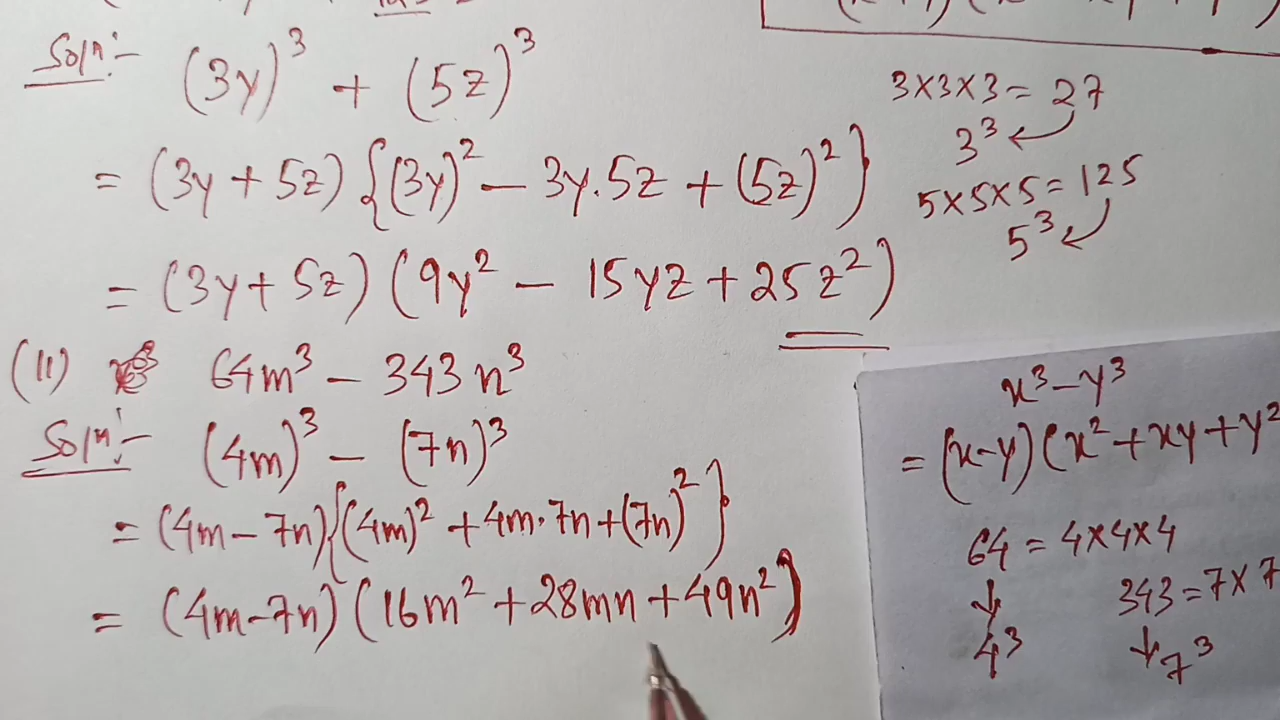 Solⁿ:- (3y)³ + (5z)³
= (3y + 5z) {(3y)² - 3y.5z + (5z)²}
= (3y + 5z) (9y² - 15yz + 25z²)
3×3×3 = 27
3³
5×5×5 = 125
5³
(11) 64m³ - 343n³
Solⁿ:- (4m)³ - (7n)³
= (4m - 7n){(4m)² + 4m.7n + (7n)²}
= (4m - 7n) (16m² + 28mn + 49n²)
x³ - y³
= (x-y) (x² + xy + y²
64 = 4×4×4
4³
343 = 7×7
7³